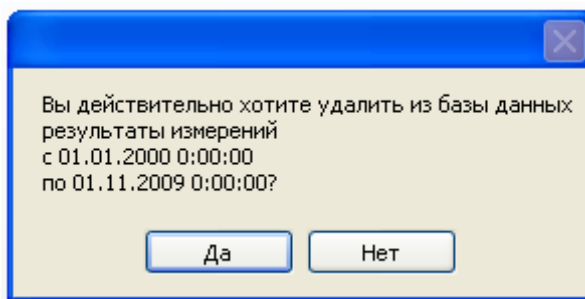 Вы действительно хотите удалить из базы данных
результаты измерений
с 01.01.2000 0:00:00
по 01.11.2009 0:00:00?
Да
Нет